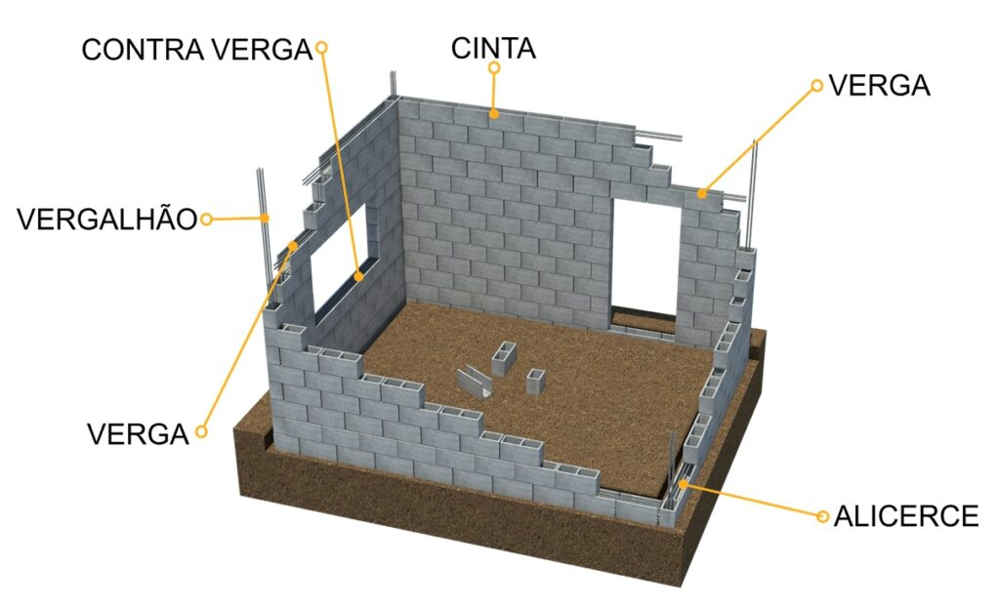 CONTRA VERGA
CINTA
VERGA
VERGALHÃO
VERGA
ALICERCE